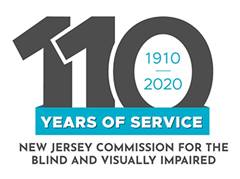 110
1910
2020
YEARS OF SERVICE
NEW JERSEY COMMISSION FOR THE
BLIND AND VISUALLY IMPAIRED